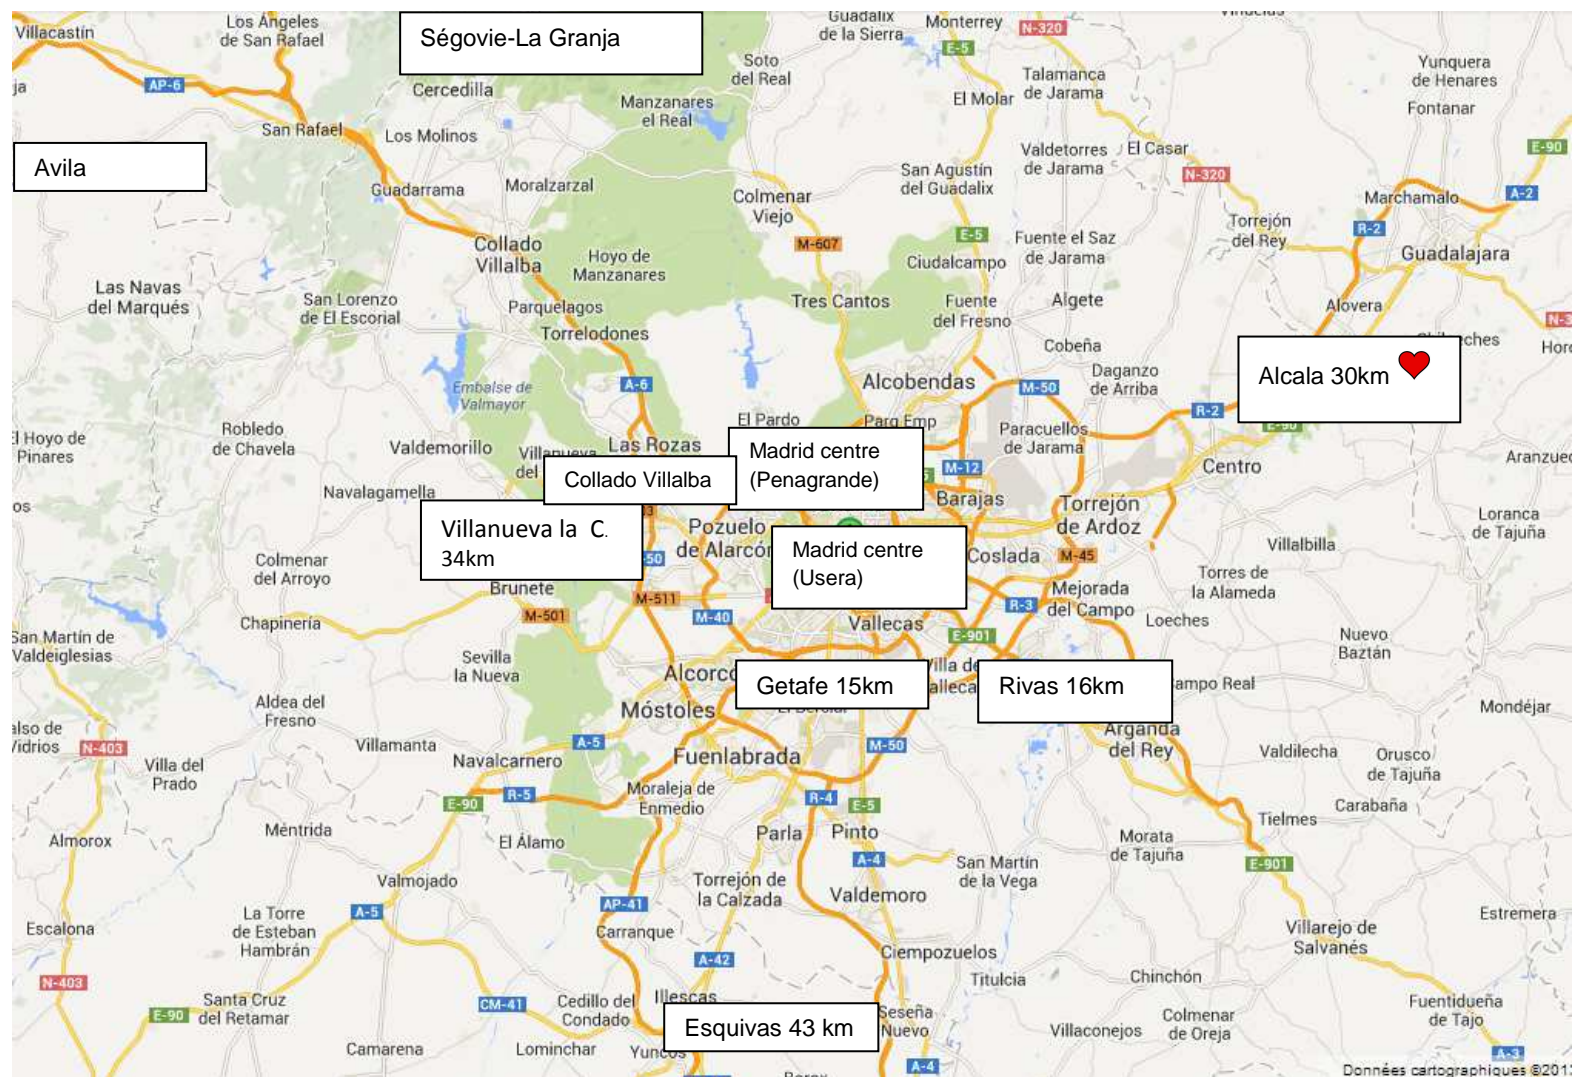 Villacastín
Los Ángeles
de San Rafael
Ségovie-La Granja
Guadalix
de la Sierra
Monterrey
E-5
N-320
AP-6
Cercedilla
Soto
del Real
Manzanares
el Real
El Molar
Talamanca
de Jarama
Yunquera
de Henares
Fontanar
San Rafael
Los Molinos
Avila
Guadarrama
Moralzarzal
Colmenar
Viejo
San Agustín
del Guadalix
Valdetorres
de Jarama
El Casar
N-320
E-90
Marchamalo
A-2
Collado
Villalba
Hoyo de
Manzanares
M-607
E-5
Ciudalcampo
Fuente el Saz
de Jarama
Torrejón
del Rey
R-2
Guadalajara
Las Navas
del Marqués
San Lorenzo
de El Escorial
Parquelagos
Torrelodones
Tres Cantos
Fuente
del Fresno
Algete
Alovera
Cobeña
Alcala 30km
Embalse de
Valmayor
A-6
Alcobendas
M-50
Daganzo
de Arriba
R-2
E-90
El Hoyo de
Pinares
Robledo
de Chavela
Valdemorillo
Las Rozas
El Pardo
Parq Emp
Paracuellos
de Jarama
Madrid centre
(Penagrande)
M-12
Centro
Collado Villalba
Navalagamella
Barajas
Torrejón
de Ardoz
Villanueva la C.
34km
Pozuelo
de Alarcón
Madrid centre
(Usera)
Coslada
M-45
Villalbilla
Loranca
de Tajuña
Colmenar
del Arroyo
Brunete
M-511
M-501
M-40
R-3
Mejorada
del Campo
Torres de
la Alameda
Chapinería
Vallecas
E-901
Loeches
San Martín de
Valdeiglesias
Sevilla
la Nueva
Nuevo
Baztán
Getafe 15km
Rivas 16km
Aldea del
Fresno
Móstoles
Mondéjar
N-403
Villamanta
A-5
Navalcarnero
Fuenlabrada
M-50
Arganda
del Rey
Valdilecha
Orusco
de Tajuña
Villa del
Prado
E-90
R-5
Moraleja de
Enmedio
R-4
E-5
Carabaña
Tielmes
Almorox
Méntrida
El Álamo
Parla
Pinto
A-4
Morata
de Tajuña
E-901
San Martín
de la Vega
Valmojado
Torrejón de
la Calzada
Valdemoro
AP-41
A-5
Escalona
La Torre
de Esteban
Hambrán
Carranque
Estremera
Villarejo de
Salvanés
A-42
Ciempozuelos
Titulcia
Chinchón
N-403
Santa Cruz
del Retamar
E-90
CM-41
Cedillo del
Condado
Illescas
Esquivas 43 km
Seseña
Nuevo
Villaconejos
Colmenar
de Oreja
Fuentidueña
de Tajo
Camarena
Lominchar
Yuncos
A-4
A-3
Données cartographiques